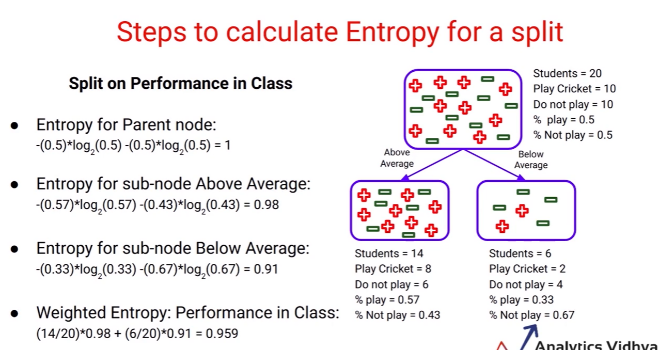 Steps to calculate Entropy for a split
Split on Performance in Class
● Entropy for Parent node:
-(0.5)*log₂(0.5) -(0.5)*log₂(0.5) = 1
● Entropy for sub-node Above Average:
-(0.57)*log₂(0.57) -(0.43)*log₂(0.43) = 0.98
● Entropy for sub-node Below Average:
-(0.33)*log₂(0.33) -(0.67)*log₂(0.67) = 0.91
● Weighted Entropy: Performance in Class:
(14/20)*0.98 + (6/20)*0.91 = 0.959
Students = 20
Play Cricket = 10
Do not play = 10
% play = 0.5
% Not play = 0.5
Above
Average
Below
Average
Students = 14
Play Cricket = 8
Do not play = 6
% play = 0.57
% Not play = 0.43
Students = 6
Play Cricket = 2
Do not play = 4
% play = 0.33
% Not play = 0.67
Analytics Vidhya